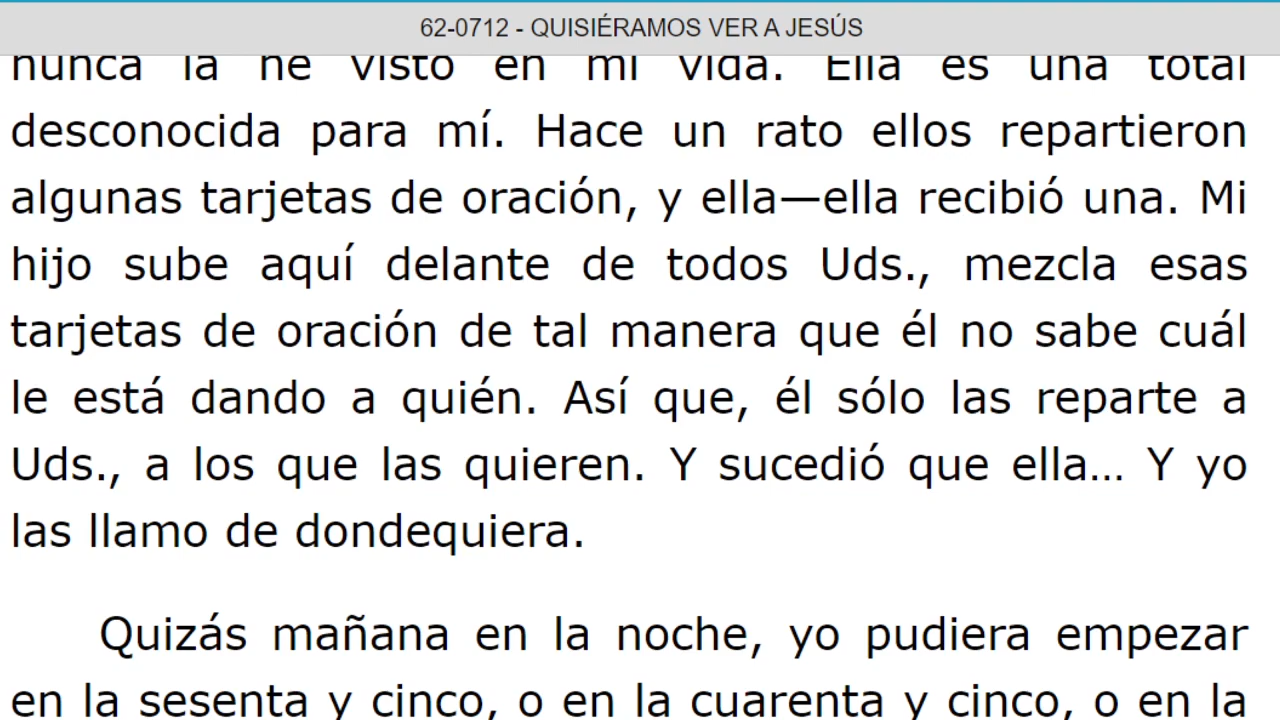 62-0712 - QUISIÉRAMOS VER A JESÚS
nunca la he visto en mi vida. Ella es una total
desconocida para mí. Hace un rato ellos repartieron
algunas tarjetas de oración, y ella—ella recibió una. Mi
hijo sube aquí delante de todos Uds., mezcla esas
tarjetas de oración de tal manera que él no sabe cuál
le está dando a quién. Así que, él sólo las reparte a
Uds., a los que las quieren. Y sucedió que ella… Y yo
las llamo de dondequiera.
Quizás mañana en la noche, yo pudiera empezar
en la sesenta y cinco, o en la cuarenta y cinco, o en la